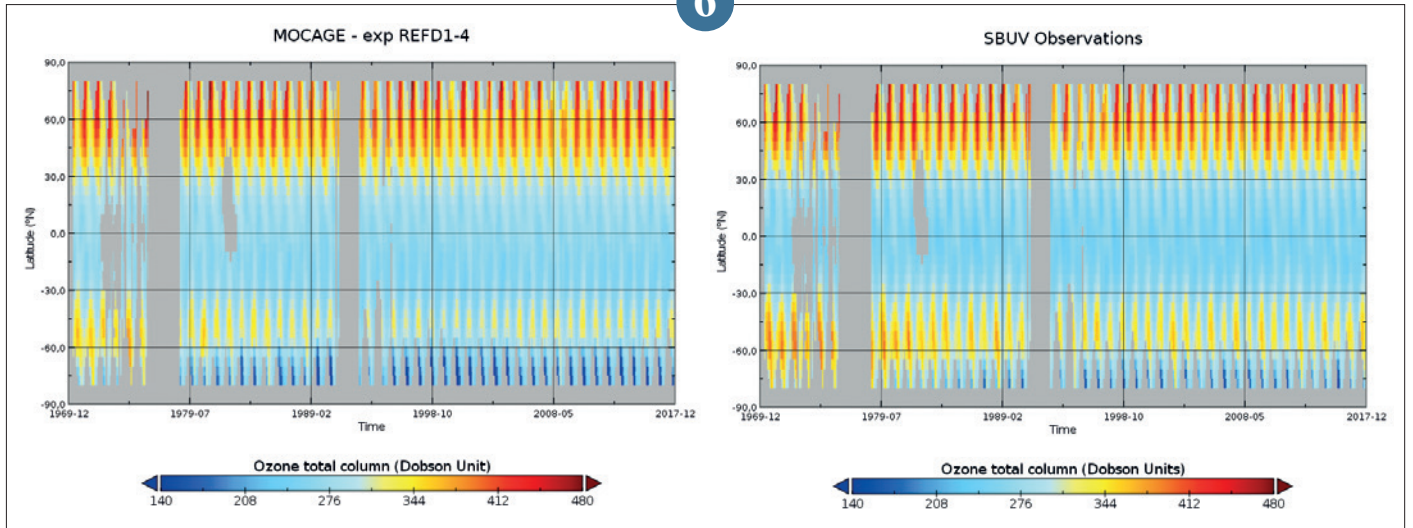 6
MOCAGE - exp REFD1-4
90,0
60,0
30,0
0,0
-30,0
-60,0
-90,0
Latitude (°N)
1969-12 1979-07 1989-02 1998-10 2008-05 2017-12
Time
Ozone total column (Dobson Unit)
140 208 276 344 412 480
SBUV Observations
90,0
60,0
30,0
0,0
-30,0
-60,0
-90,0
Latitude (°N)
1969-12 1979-07 1989-02 1998-10 2008-05 2017-12
Time
Ozone total column (Dobson Units)
140 208 276 344 412 480